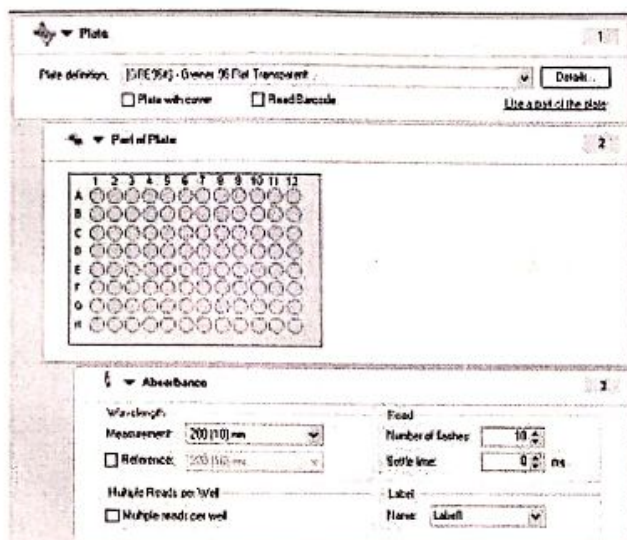 Plate 1
Plate definition: [GRE96ft] - Greiner 96 Flat Transparent
Details...
Plate with cover Read Barcode Use a part of the plate
Part of Plate 2
1 2 3 4 5 6 7 8 9 10 11 12
A
B
C
D
E
F
G
H
Absorbance 3
Wavelength
Measurement: 260 (10) nm
Reference:
Multiple Reads per Well
Multiple reads per well
Read
Number of flashes: 10
Settle time: 0 ms
Label
Name: Label1